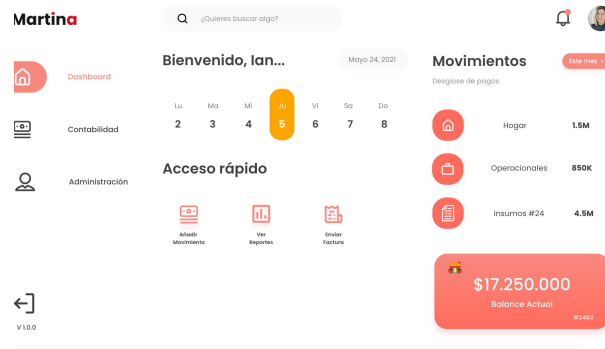 Martina
¿Quieres buscar algo?
Dashboard
Contabilidad
Administración
V 1.0.0
Bienvenido, Ian...
Mayo 24, 2021
Lu Ma Mi Ju Vi Sa Do
2 3 4 5 6 7 8
Acceso rápido
Añadir
Movimiento
Ver
Reportes
Enviar
Factura
Movimientos
Este mes
Desglose de pagos
Hogar 1.5M
Operacionales 850K
Insumos #24 4.5M
$17.250.000
Balance Actual
#2483